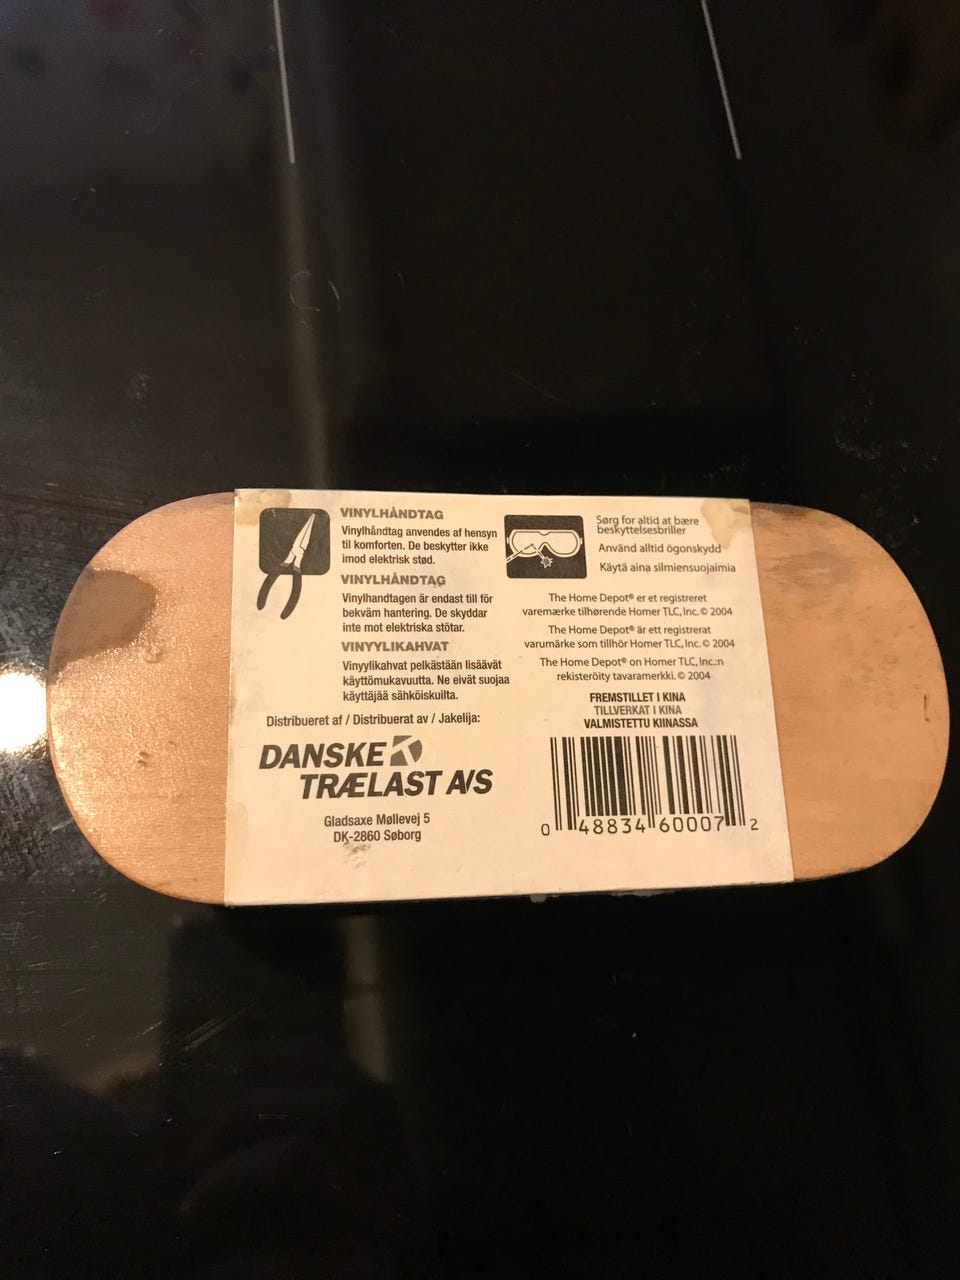 VINYLHÅNDTAG
Vinylhåndtag anvendes af hensyn
til komforten. De beskytter ikke
imod elektrisk stød.
VINYLHÅNDTAG
Vinylhandtagen är endast till för
bekväm hantering. De skyddar
inte mot elektriska stötar.
VINYYLIKAHVAT
Vinyylikahvat pelkästään lisäävät
käyttömukavuutta. Ne eivät suojaa
käyttäjää sähköiskuilta.
Distribueret af / Distribuerat av / Jakelija:
DANSKE
TRÆLAST A/S
Gladsaxe Møllevej 5
DK-2860 Søborg
Sørg for altid at bære
beskyttelsesbriller
Använd alltid ögonskydd
Käytä aina silmiensuojaimia
The Home Depot® er et registreret
varemærke tilhørende Homer TLC, Inc. © 2004
The Home Depot® är ett registrerat
varumärke som tillhör Homer TLC, Inc. © 2004
The Home Depot® on Homer TLC, Inc.:n
rekisteröity tavaramerkki. © 2004
FREMSTILLET I KINA
TILLVERKAT I KINA
VALMISTETTU KIINASSA
0 48834 60007 2